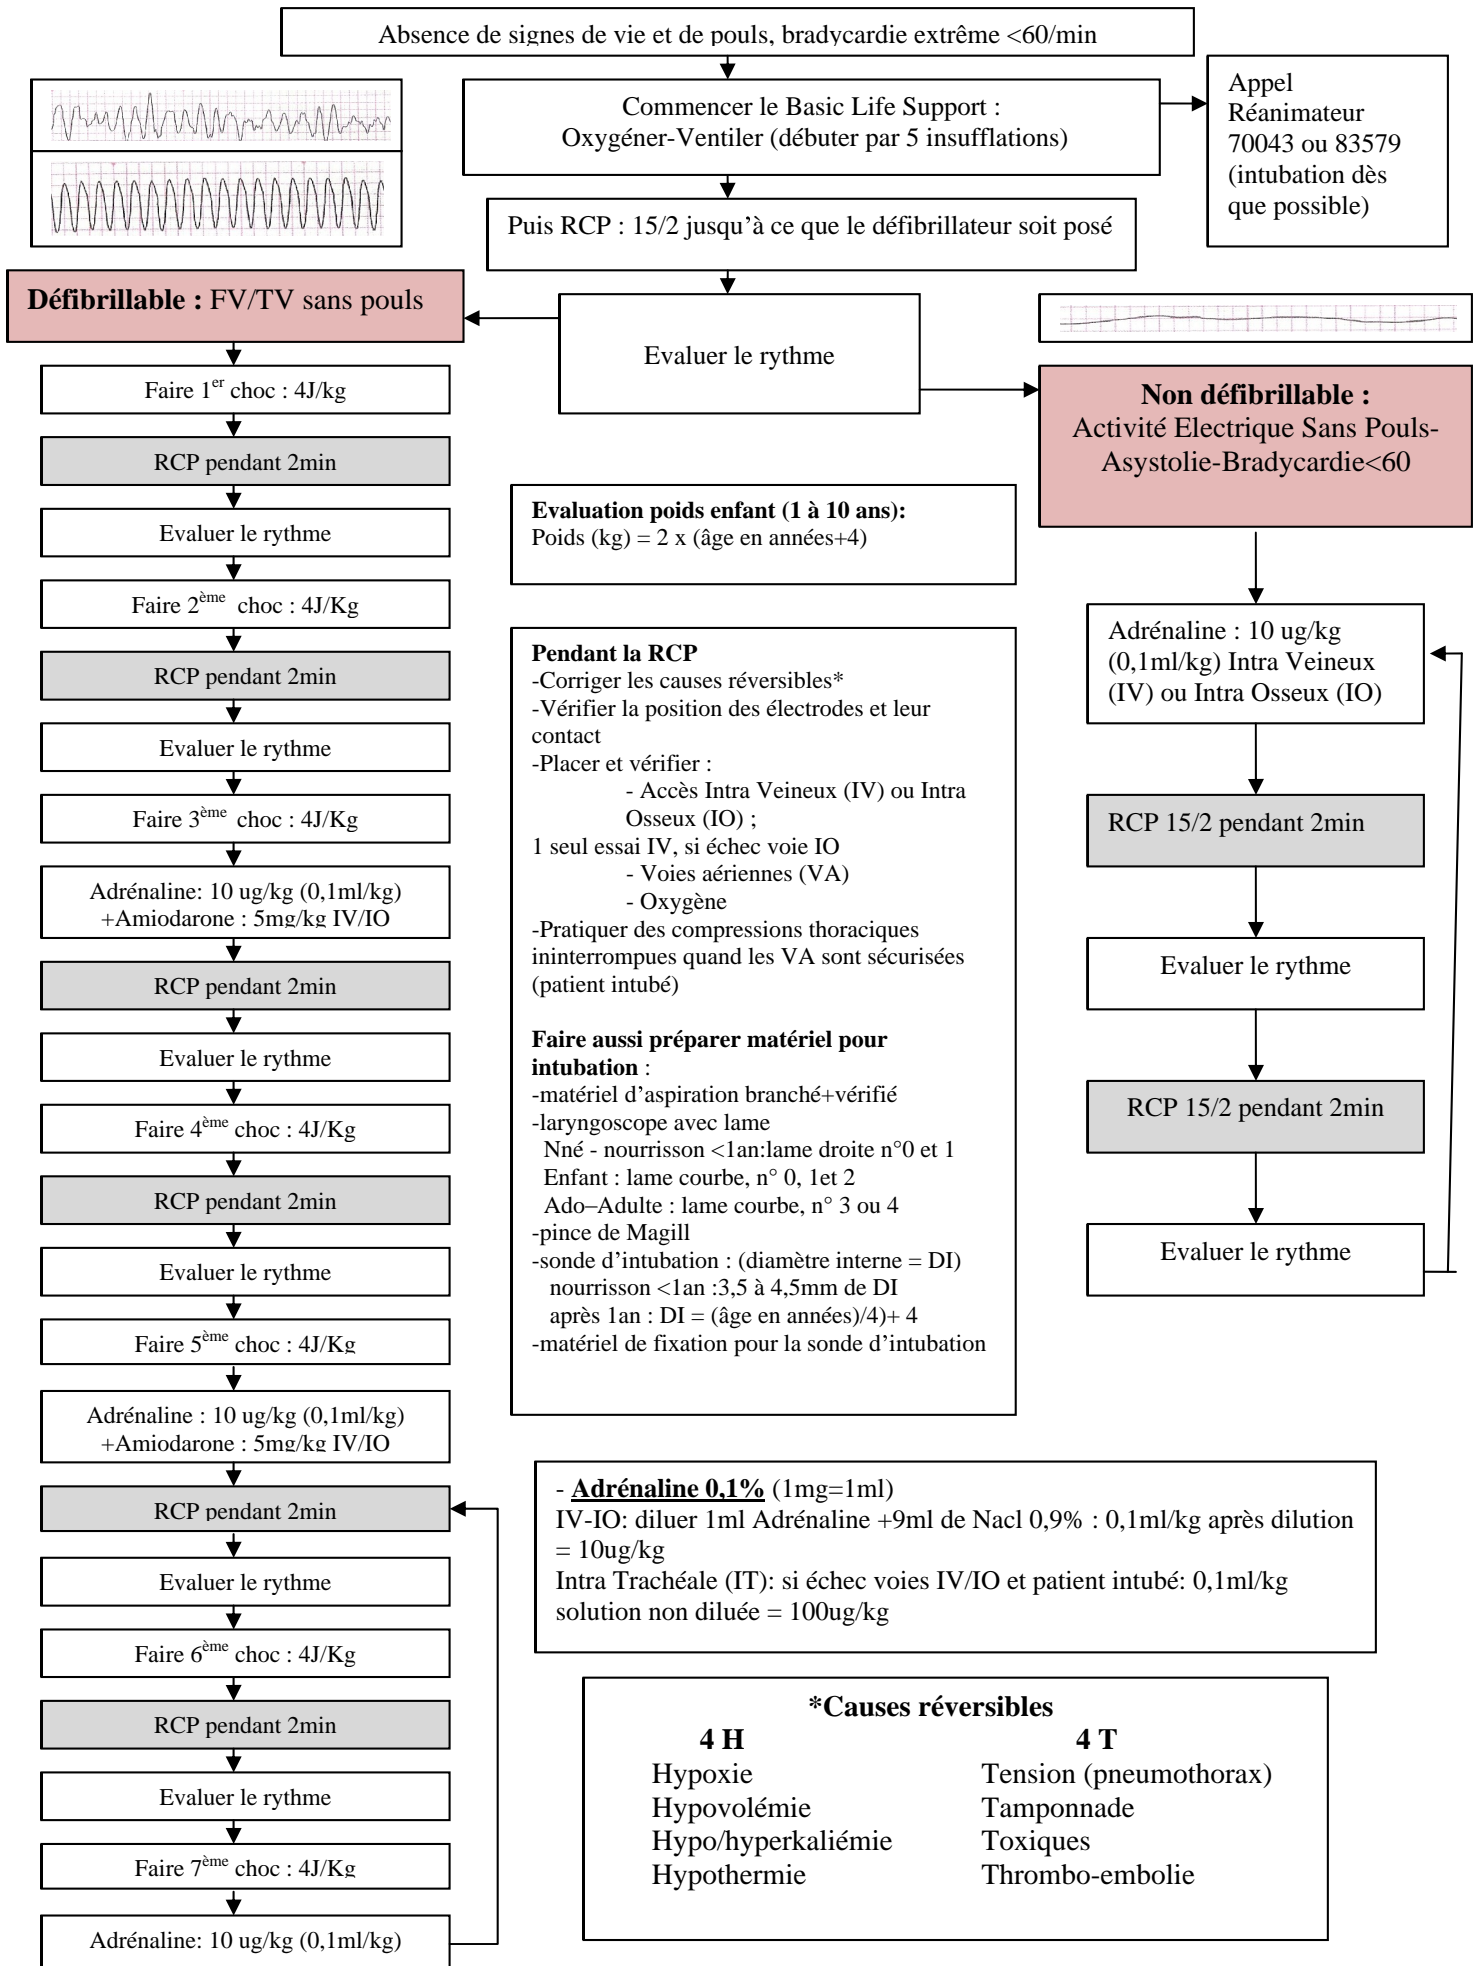 Absence de signes de vie et de pouls, bradycardie extrême <60/min
Commencer le Basic Life Support :
Oxygéner-Ventiler (débuter par 5 insufflations)
Appel
Réanimateur
70043 ou 83579
(intubation dès
que possible)
Puis RCP : 15/2 jusqu’à ce que le défibrillateur soit posé
Evaluer le rythme
Défibrillable : FV/TV sans pouls
Faire 1er choc : 4J/kg
RCP pendant 2min
Evaluer le rythme
Faire 2ème choc : 4J/Kg
RCP pendant 2min
Evaluer le rythme
Faire 3ème choc : 4J/Kg
Adrénaline: 10 ug/kg (0,1ml/kg)
+Amiodarone : 5mg/kg IV/IO
RCP pendant 2min
Evaluer le rythme
Faire 4ème choc : 4J/Kg
RCP pendant 2min
Evaluer le rythme
Faire 5ème choc : 4J/Kg
Adrénaline : 10 ug/kg (0,1ml/kg)
+Amiodarone : 5mg/kg IV/IO
RCP pendant 2min
Evaluer le rythme
Faire 6ème choc : 4J/Kg
RCP pendant 2min
Evaluer le rythme
Faire 7ème choc : 4J/Kg
Adrénaline: 10 ug/kg (0,1ml/kg)
Evaluation poids enfant (1 à 10 ans):
Poids (kg) = 2 x (âge en années+4)
Pendant la RCP
-Corriger les causes réversibles*
-Vérifier la position des électrodes et leur
contact
-Placer et vérifier :
- Accès Intra Veineux (IV) ou Intra
Osseux (IO) ;
1 seul essai IV, si échec voie IO
- Voies aériennes (VA)
- Oxygène
-Pratiquer des compressions thoraciques
ininterrompues quand les VA sont sécurisées
(patient intubé)
Faire aussi préparer matériel pour
intubation :
-matériel d’aspiration branché+vérifié
-laryngoscope avec lame
Nné - nourrisson <1an:lame droite n°0 et 1
Enfant : lame courbe, n° 0, 1et 2
Ado–Adulte : lame courbe, n° 3 ou 4
-pince de Magill
-sonde d’intubation : (diamètre interne = DI)
nourrisson <1an :3,5 à 4,5mm de DI
après 1an : DI = (âge en années)/4)+ 4
-matériel de fixation pour la sonde d’intubation
Non défibrillable :
Activité Electrique Sans Pouls-
Asystolie-Bradycardie<60
Adrénaline : 10 ug/kg
(0,1ml/kg) Intra Veineux
(IV) ou Intra Osseux (IO)
RCP 15/2 pendant 2min
Evaluer le rythme
RCP 15/2 pendant 2min
Evaluer le rythme
- Adrénaline 0,1% (1mg=1ml)
IV-IO: diluer 1ml Adrénaline +9ml de Nacl 0,9% : 0,1ml/kg après dilution
= 10ug/kg
Intra Trachéale (IT): si échec voies IV/IO et patient intubé: 0,1ml/kg
solution non diluée = 100ug/kg
*Causes réversibles
4 H 4 T
Hypoxie Tension (pneumothorax)
Hypovolémie Tamponnade
Hypo/hyperkaliémie Toxiques
Hypothermie Thrombo-embolie